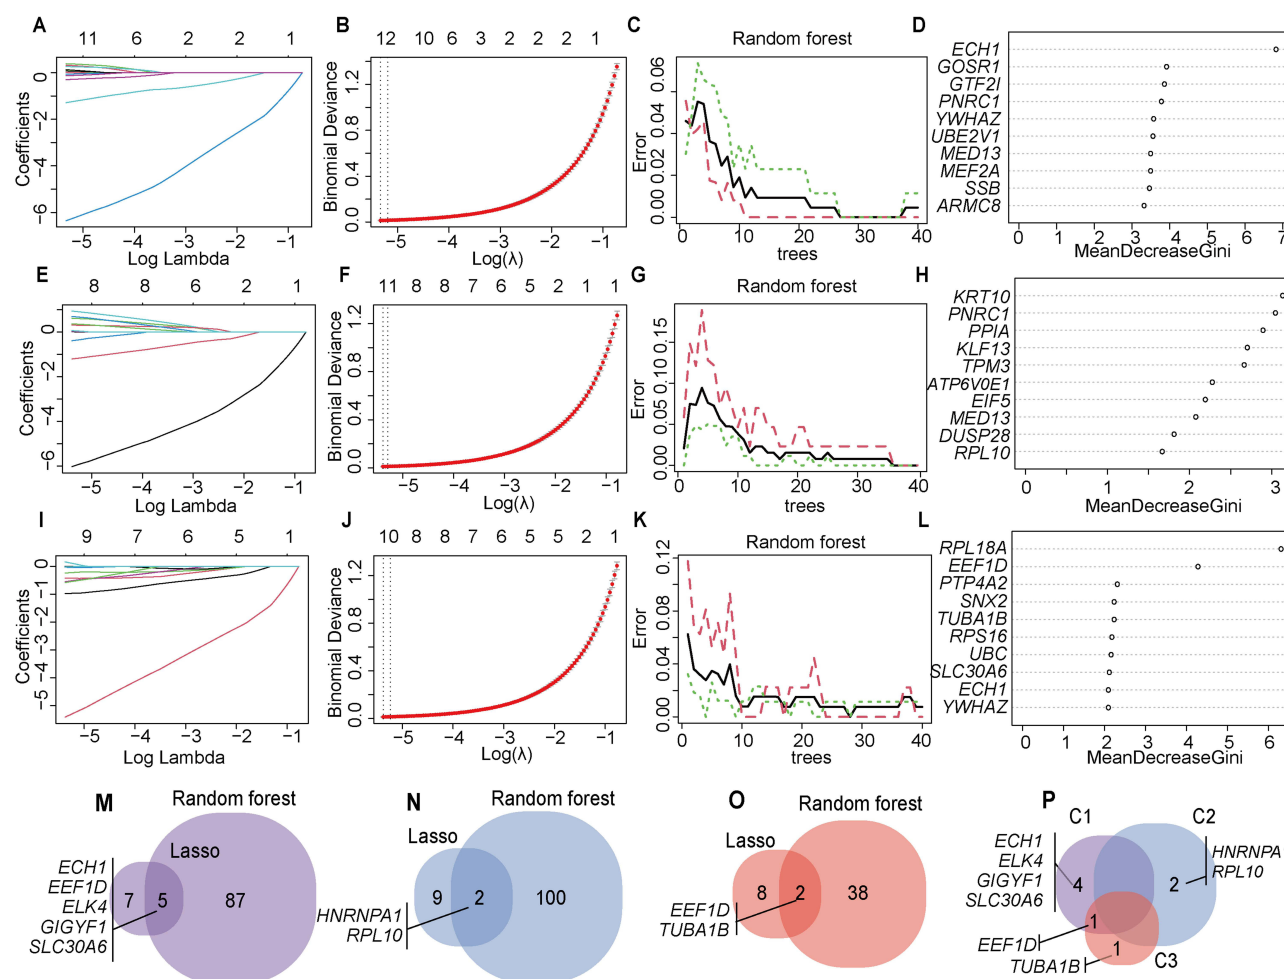 A
11 6 2 2 1
0
−2
−4
−6
Coefficients
−5 −4 −3 −2 −1
Log Lambda
B
12 10 6 3 2 2 2 1
1.2
0.8
0.4
0.0
Binomial Deviance
−5 −4 −3 −2 −1
Log(λ)
C
Random forest
0.06
0.04
0.02
0.00
Error
0 10 20 30 40
trees
D
ECH1
GOSR1
GTF2I
PNRC1
YWHAZ
UBE2V1
MED13
MEF2A
SSB
ARMC8
0 1 2 3 4 5 6 7
MeanDecreaseGini
E
8 8 6 2 1
0
−2
−4
−6
Coefficients
−5 −4 −3 −2 −1
Log Lambda
F
11 8 8 7 6 5 2 1 1
1.2
0.8
0.4
0.0
Binomial Deviance
−5 −4 −3 −2 −1
Log(λ)
G
Random forest
0.15
0.10
0.05
0.00
Error
0 10 20 30 40
trees
H
KRT10
PNRC1
PPIA
KLF13
TPM3
ATP6V0E1
EIF5
MED13
DUSP28
RPL10
0 1 2 3
MeanDecreaseGini
I
9 7 6 5 1
0
−1
−2
−3
−4
−5
Coefficients
−5 −4 −3 −2 −1
Log Lambda
J
10 8 8 7 6 5 5 2 1
1.2
0.8
0.4
0.0
Binomial Deviance
−5 −4 −3 −2 −1
Log(λ)
K
Random forest
0.12
0.08
0.04
0.00
Error
0 10 20 30 40
trees
L
RPL18A
EEF1D
PTP4A2
SNX2
TUBA1B
RPS16
UBC
SLC30A6
ECH1
YWHAZ
0 1 2 3 4 5 6
MeanDecreaseGini
M
Random forest
Lasso
ECH1
EEF1D
ELK4
GIGYF1
SLC30A6
7 5 87
N
Random forest
Lasso
9 2 100
HNRNPA1
RPL10
O
Random forest
Lasso
8 2 38
EEF1D
TUBA1B
P
C1 C2
ECH1
ELK4
GIGYF1
SLC30A6
4
2
HNRNPA
RPL10
1
EEF1D
1
TUBA1B
C3